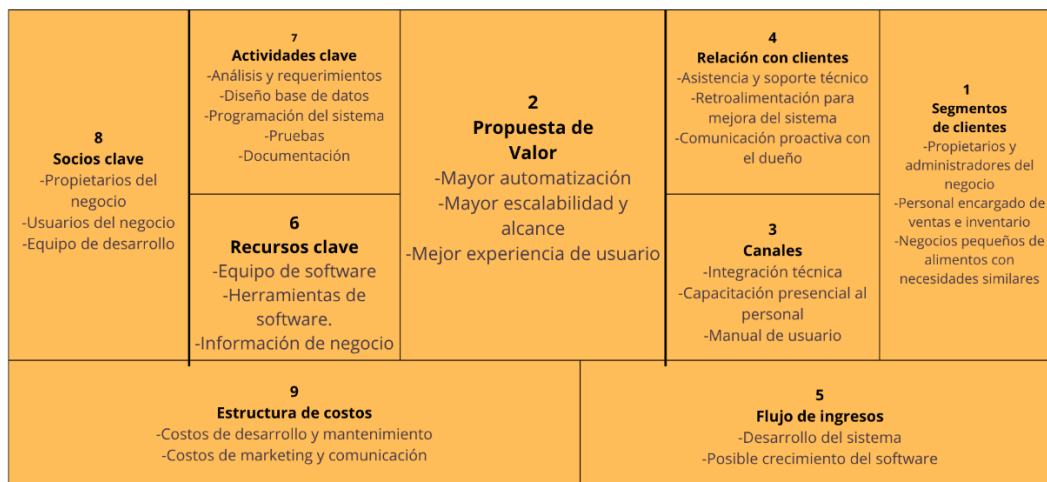 8
Socios clave
-Propietarios del
negocio
-Usuarios del negocio
-Equipo de desarrollo
7
Actividades clave
-Análisis y requerimientos
-Diseño base de datos
-Programación del sistema
-Pruebas
-Documentación
6
Recursos clave
-Equipo de software
-Herramientas de
software.
-Información de negocio
2
Propuesta de
Valor
-Mayor automatización
-Mayor escalabilidad y
alcance
-Mejor experiencia de usuario
4
Relación con clientes
-Asistencia y soporte técnico
-Retroalimentación para
mejora del sistema
-Comunicación proactiva con
el dueño
3
Canales
-Integración técnica
-Capacitación presencial al
personal
-Manual de usuario
1
Segmentos
de clientes
-Propietarios y
administradores del
negocio
-Personal encargado de
ventas e inventario
-Negocios pequeños de
alimentos con
necesidades similares
9
Estructura de costos
-Costos de desarrollo y mantenimiento
-Costos de marketing y comunicación
5
Flujo de ingresos
-Desarrollo del sistema
-Posible crecimiento del software